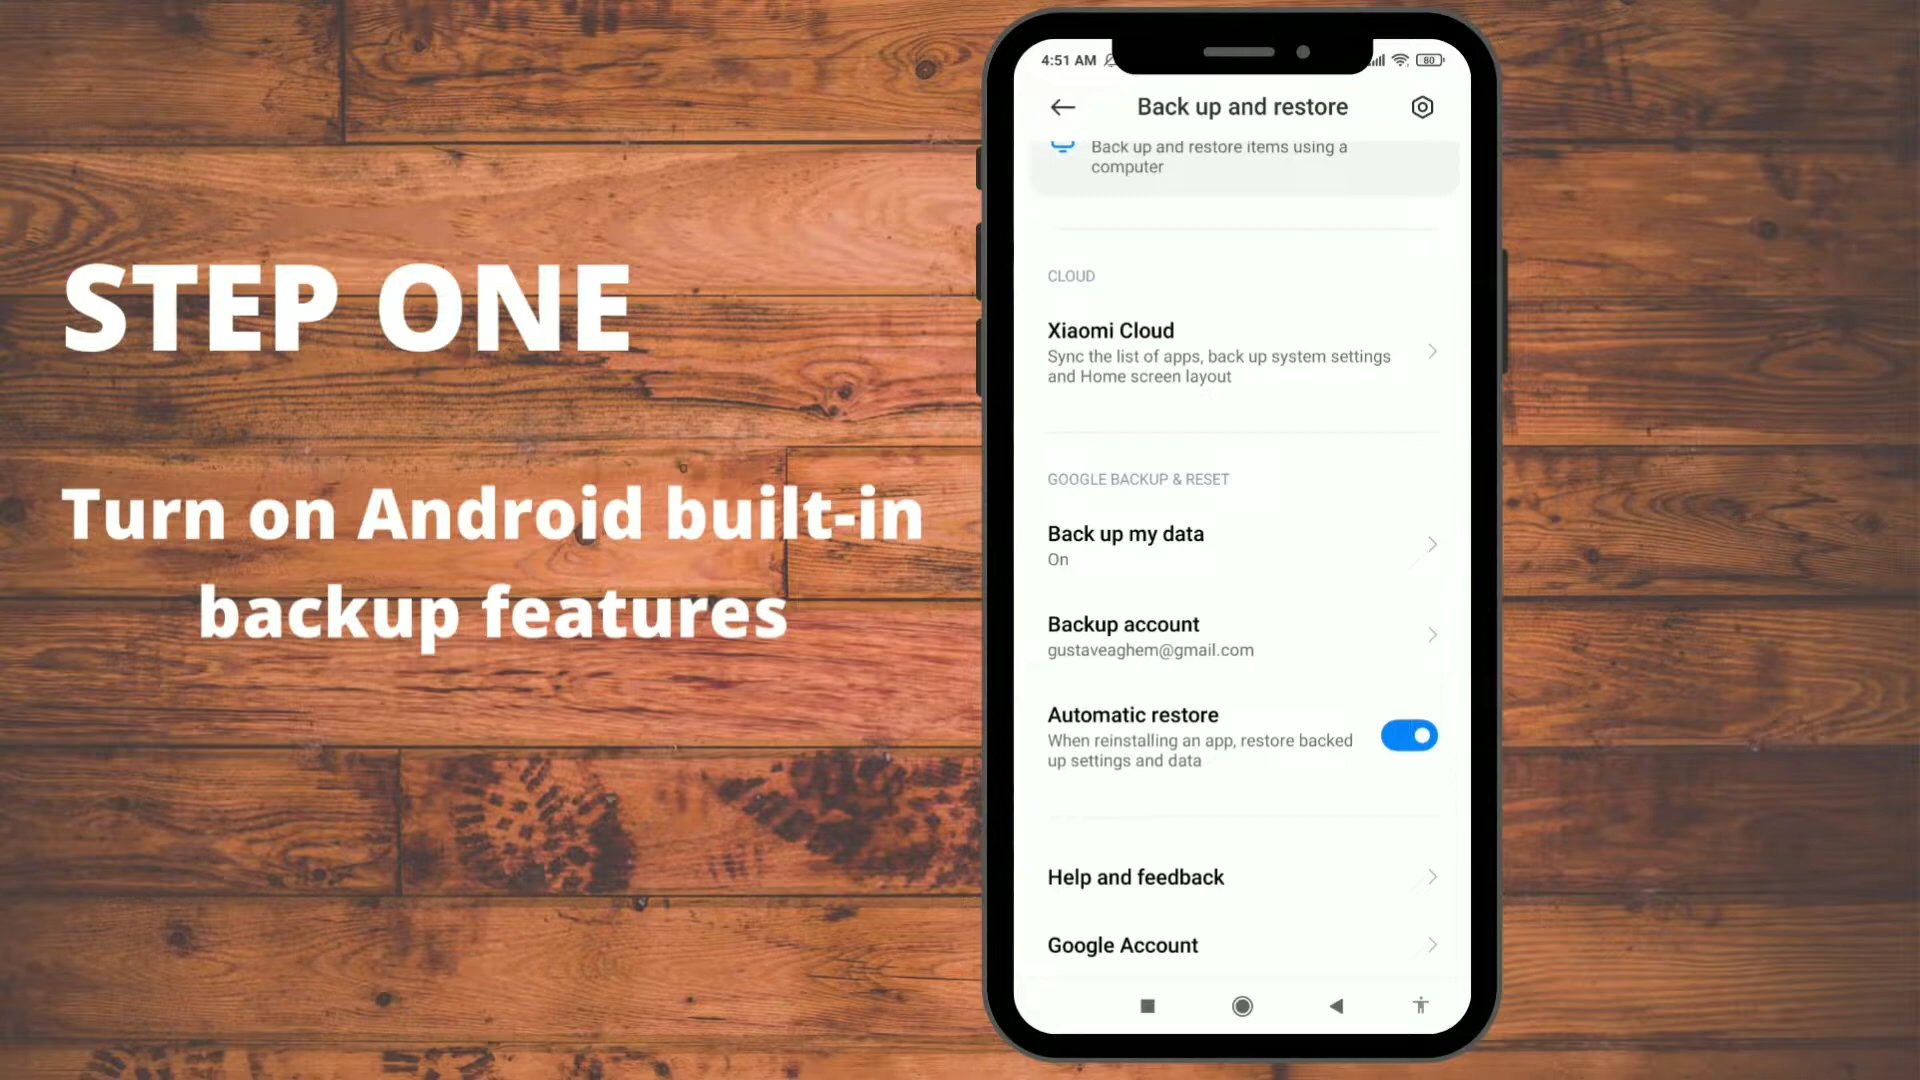 STEP ONE
Turn on Android built-in
backup features
4:51 AM
80
Back up and restore
Back up and restore items using a
computer
CLOUD
Xiaomi Cloud
Sync the list of apps, back up system settings
and Home screen layout
GOOGLE BACKUP & RESET
Back up my data
On
Backup account
gustaveaghem@gmail.com
Automatic restore
When reinstalling an app, restore backed
up settings and data
Help and feedback
Google Account